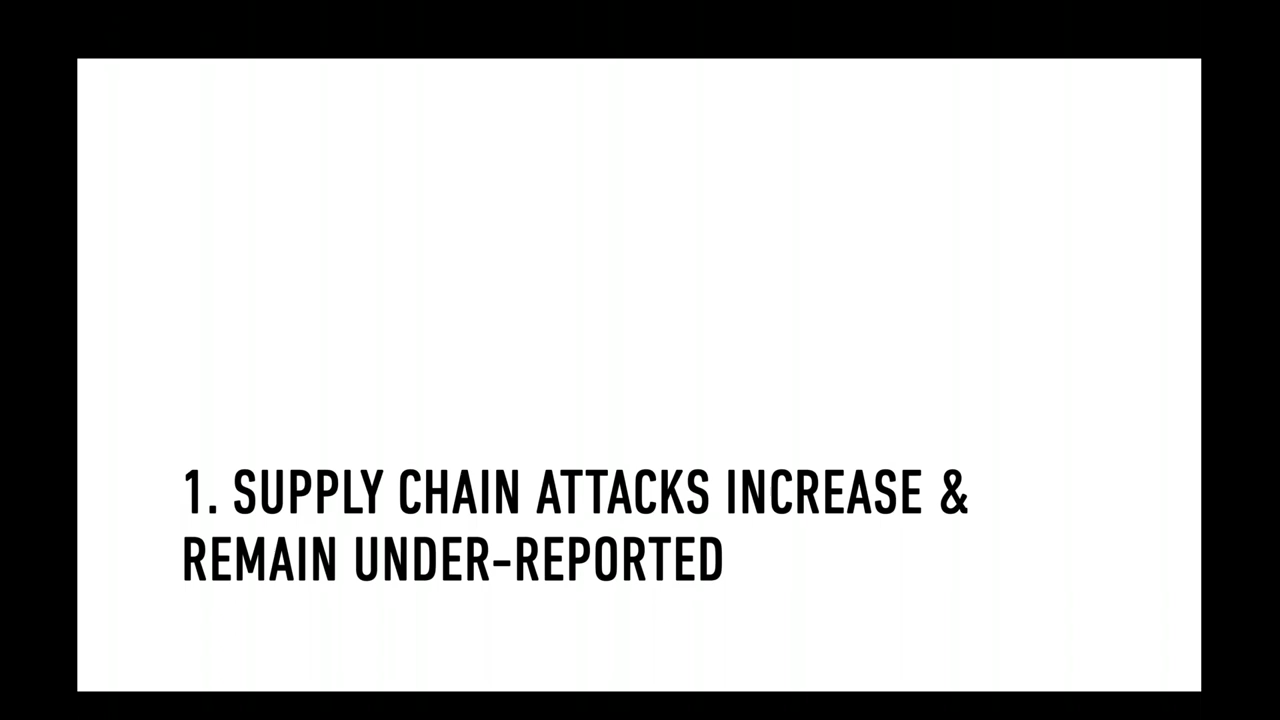 1. SUPPLY CHAIN ATTACKS INCREASE &
REMAIN UNDER-REPORTED